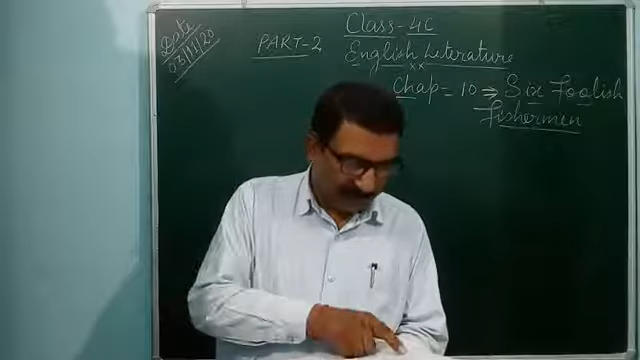 Date
03/11/20
PART-2
Class-4C
English Literature
Chap=10→Six Foolish
Fishermen